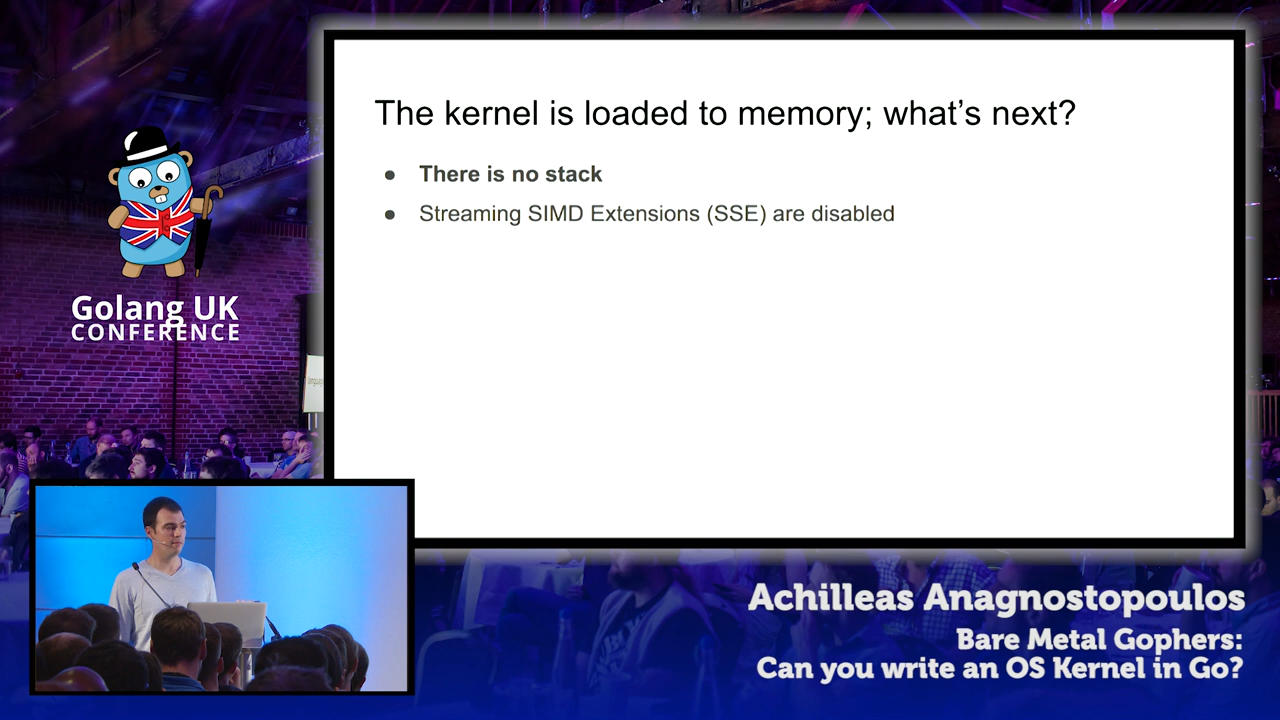 The kernel is loaded to memory; what's next?
● There is no stack
● Streaming SIMD Extensions (SSE) are disabled
Golang UK
CONFERENCE
Achilleas Anagnostopoulos
Bare Metal Gophers:
Can you write an OS Kernel in Go?